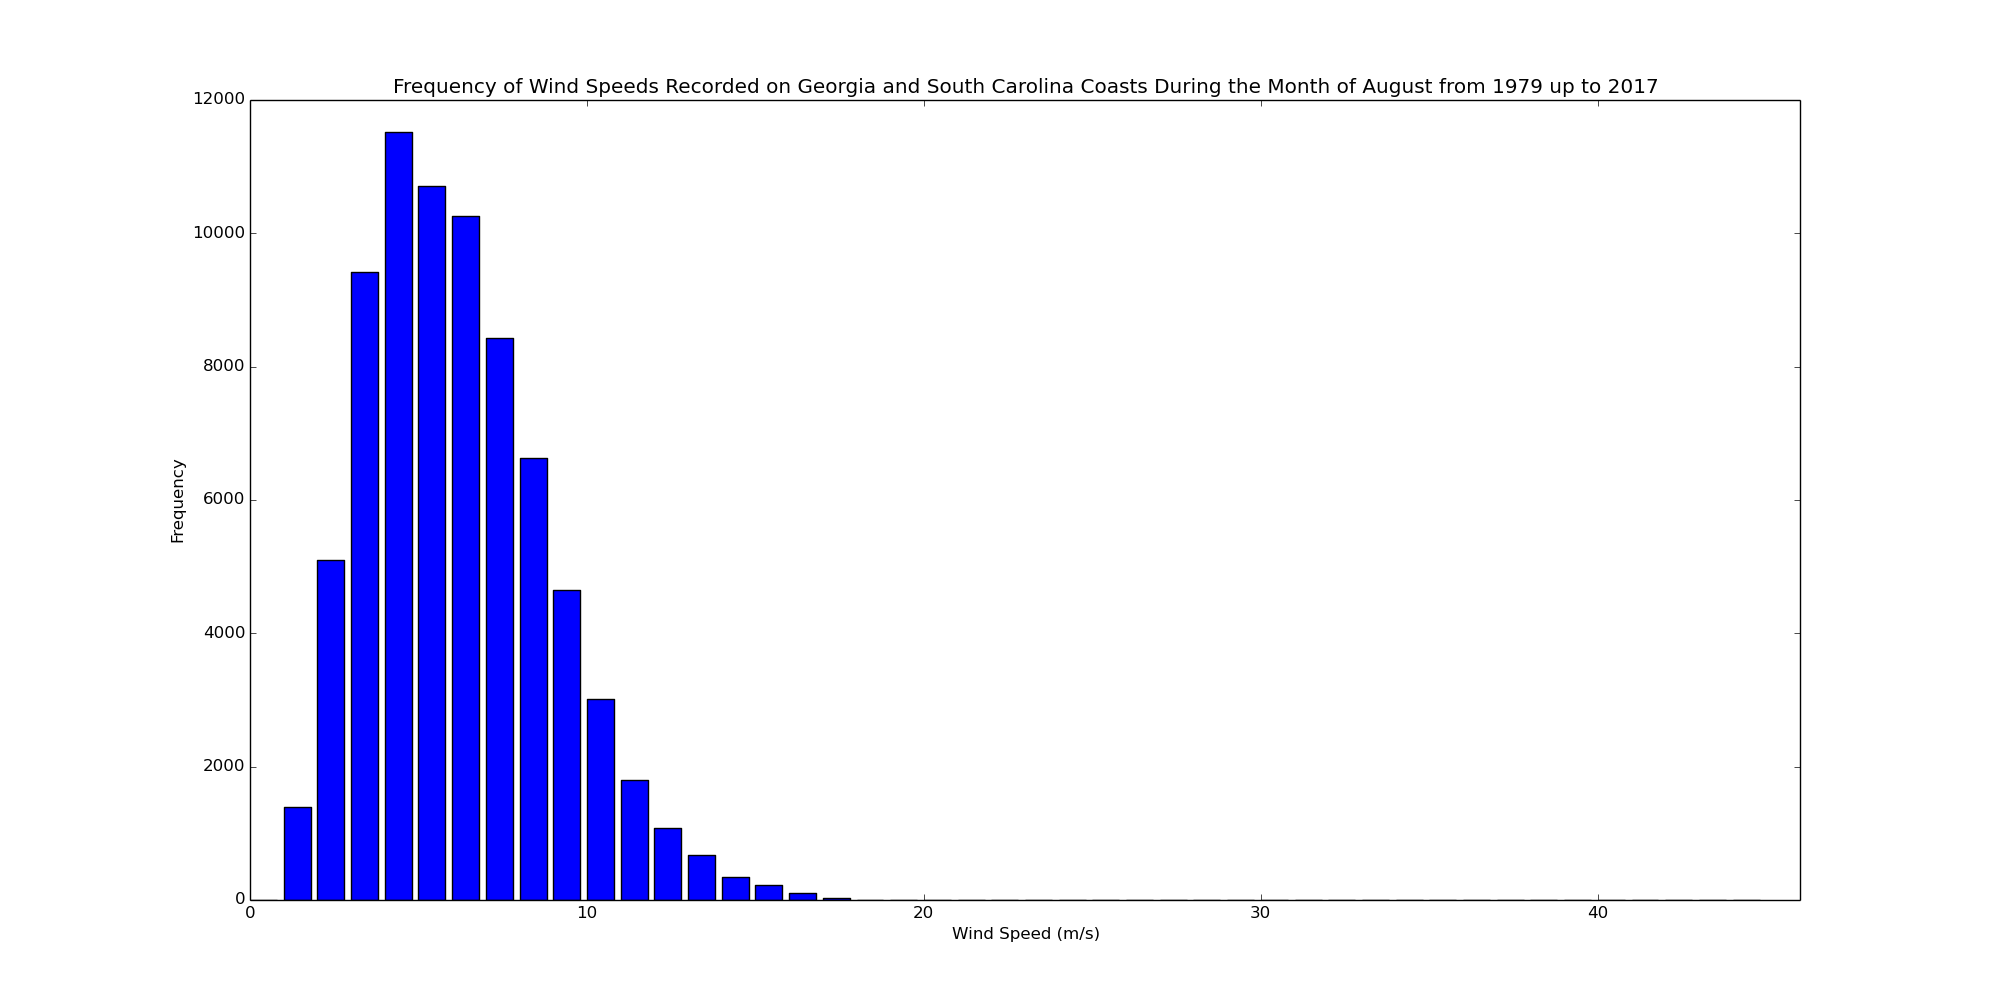 Frequency of Wind Speeds Recorded on Georgia and South Carolina Coasts During the Month of August from 1979 up to 2017
12000
10000
8000
6000
4000
2000
0
Frequency
0 10 20 30 40
Wind Speed (m/s)